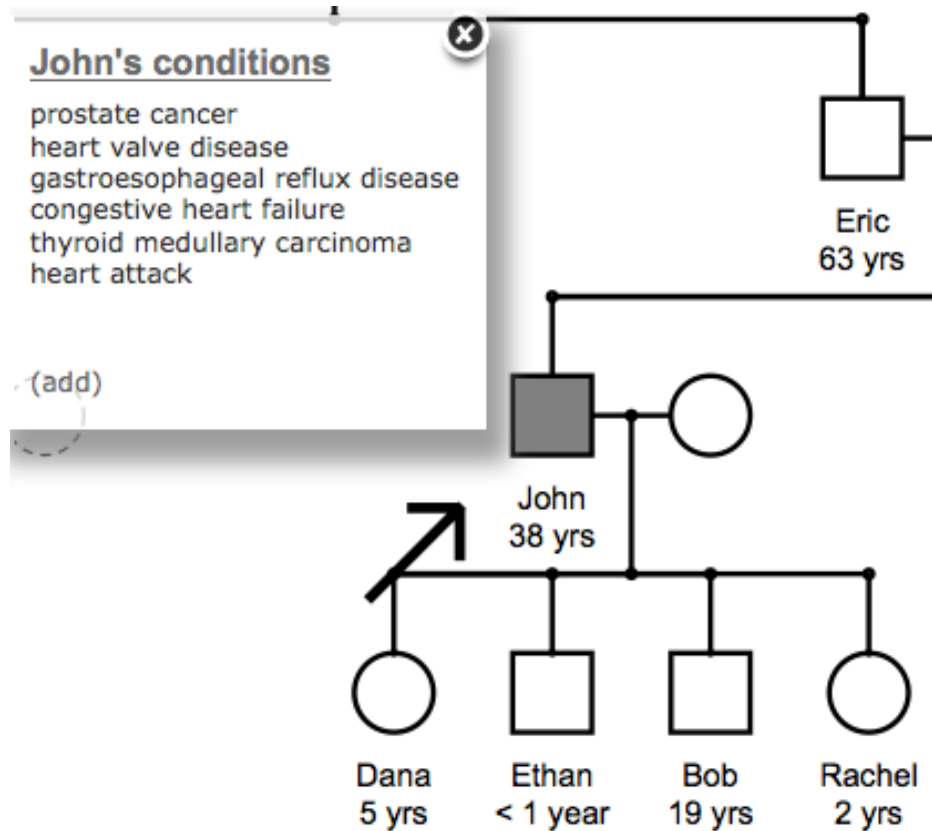 John's conditions
prostate cancer
heart valve disease
gastroesophageal reflux disease
congestive heart failure
thyroid medullary carcinoma
heart attack
(add)
Eric
63 yrs
John
38 yrs
Dana
5 yrs
Ethan
< 1 year
Bob
19 yrs
Rachel
2 yrs